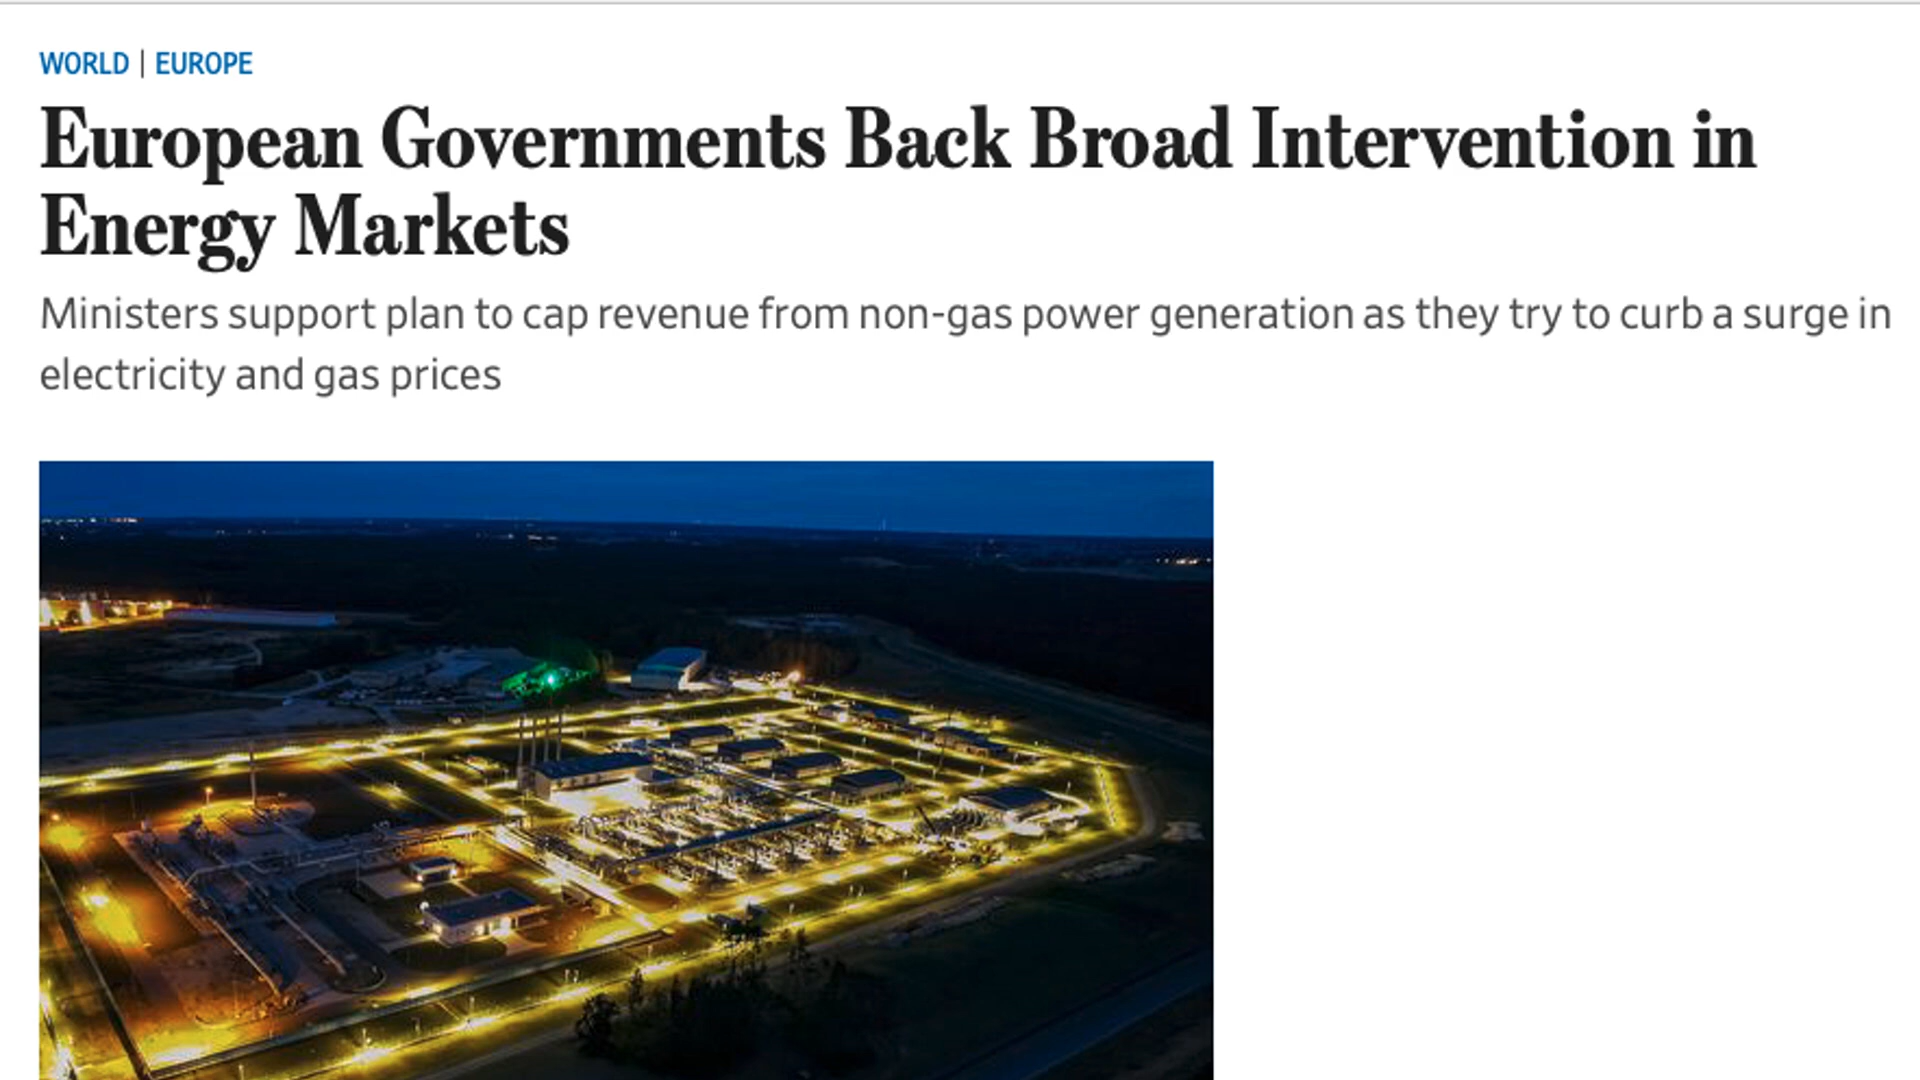 WORLD | EUROPE
European Governments Back Broad Intervention in
Energy Markets
Ministers support plan to cap revenue from non-gas power generation as they try to curb a surge in
electricity and gas prices